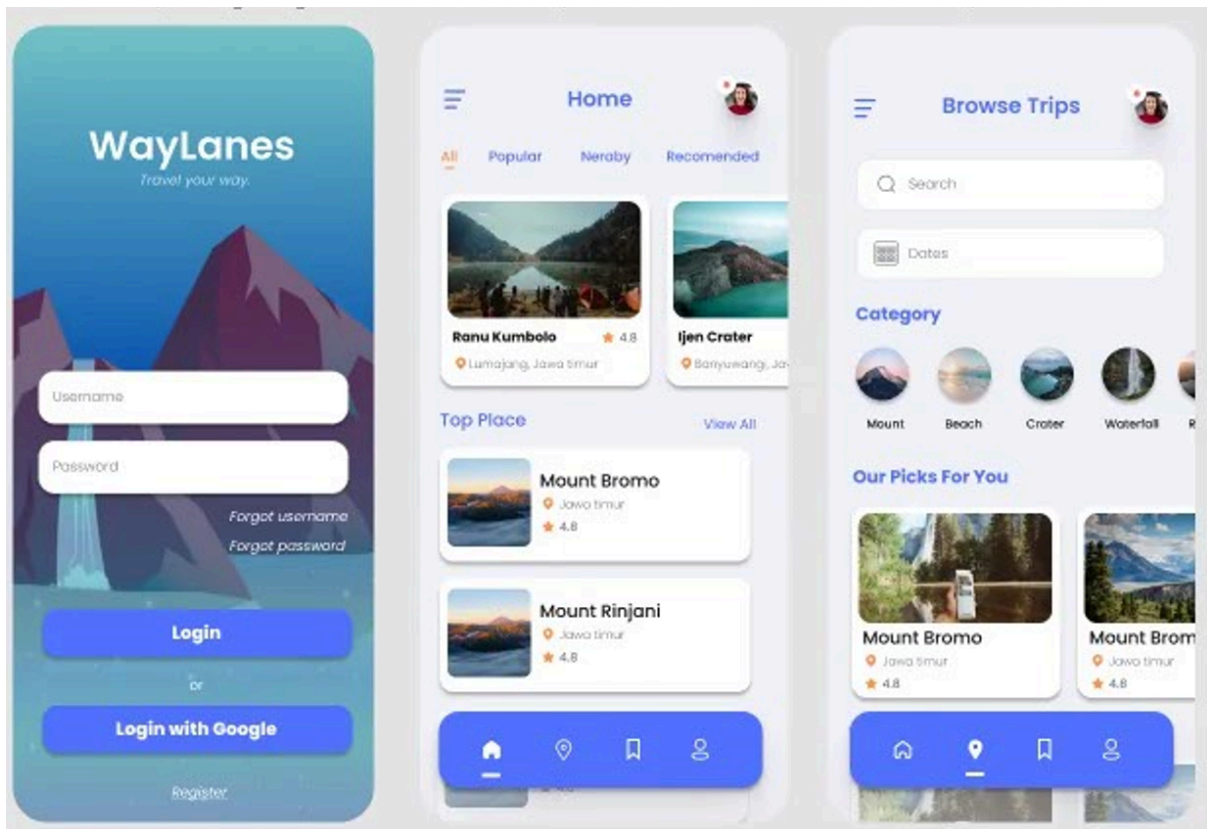 WayLanes
Travel your way.
Username
Password
Forgot username
Forgot password
Login
or
Login with Google
Register
Home
All Popular Neraby Recomended
Ranu Kumbolo 4.8
Lumajang, Jawa timur
Ijen Crater
Banyuwangi, Ja
Top Place View All
Mount Bromo
Jawa timur
4.8
Mount Rinjani
Jawa timur
4.8
4.8
Browse Trips
Search
Dates
Category
Mount Beach Crater Waterfall R
Our Picks For You
Mount Bromo
Jawa timur
4.8
Mount Brom
Jawa timur
4.8